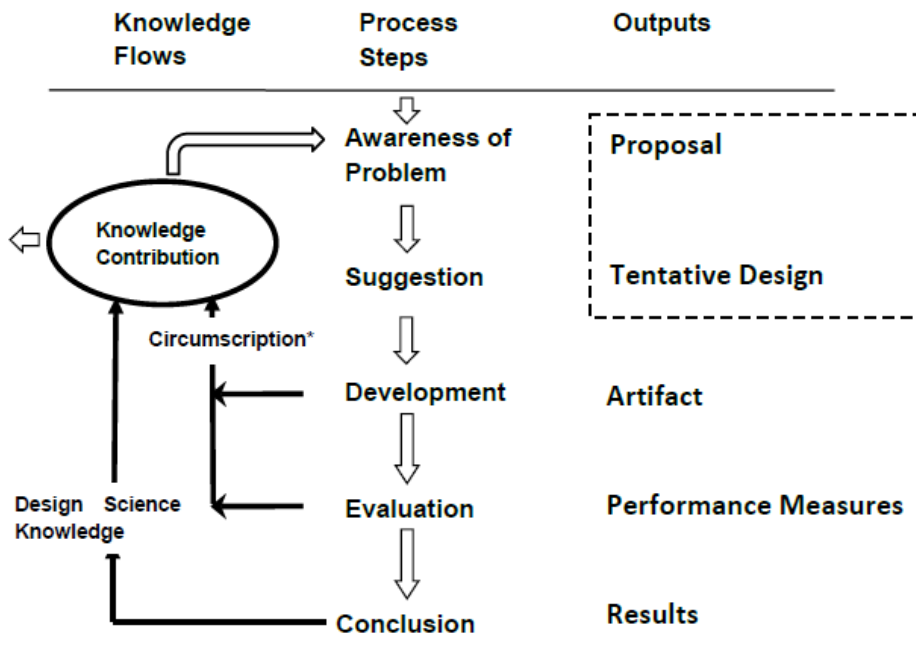 Knowledge
Flows
Process
Steps
Outputs
Awareness of
Problem
Proposal
Knowledge
Contribution
Suggestion
Tentative Design
Circumscription*
Development
Artifact
Design Science
Knowledge
Evaluation
Performance Measures
Conclusion
Results